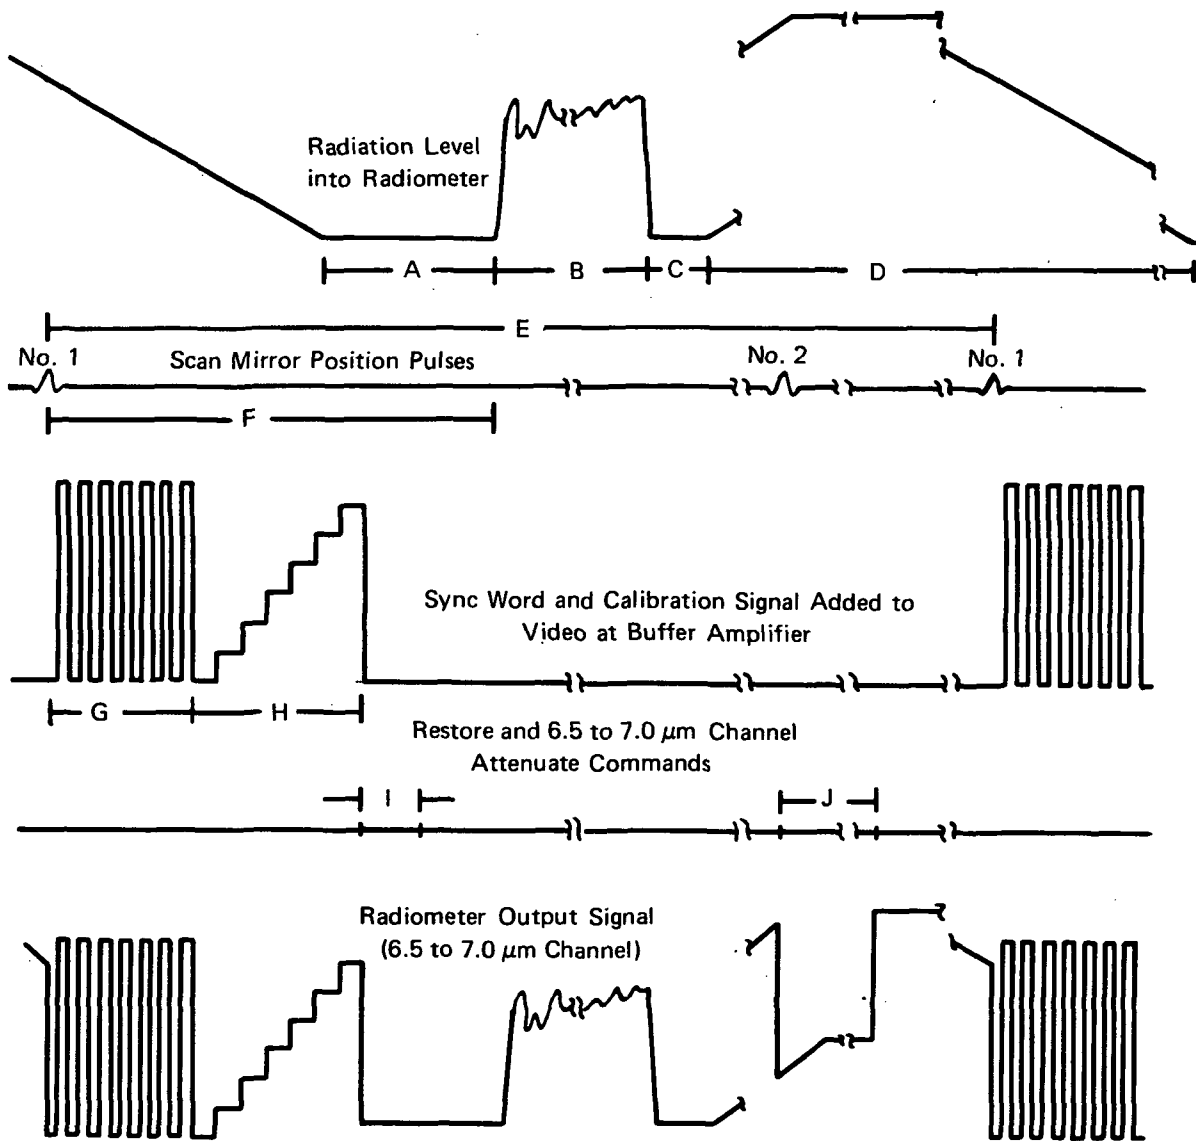 Radiation Level
into Radiometer
A
B
C
D
E
No. 1
Scan Mirror Position Pulses
No. 2
No. 1
F
Sync Word and Calibration Signal Added to
Video at Buffer Amplifier
G
H
Restore and 6.5 to 7.0 μm Channel
Attenuate Commands
I
J
Radiometer Output Signal
(6.5 to 7.0 μm Channel)